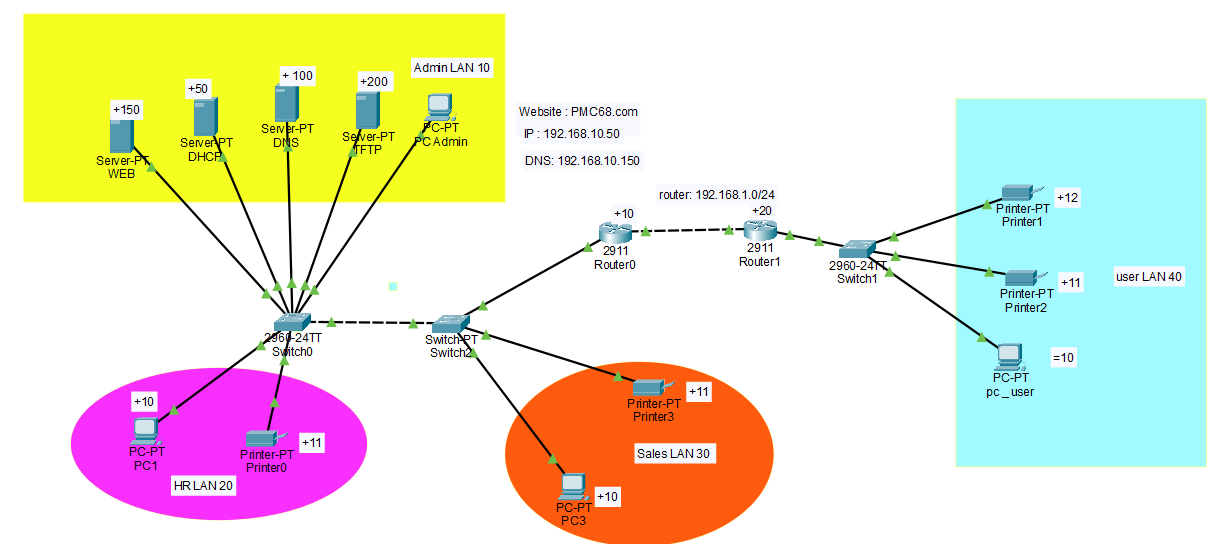 Admin LAN 10
+150
+50
+ 100
+200
Server-PT
WEB
Server-PT
DHCP
Server-PT
DNS
Server-PT
TFTP
PC-PT
PC Admin
Website : PMC68.com
IP : 192.168.10.50
DNS: 192.168.10.150
router: 192.168.1.0/24
+10
2911
Router0
+20
2911
Router1
2960-24TT
Switch1
Printer-PT
Printer1
+12
Printer-PT
Printer2
+11
user LAN 40
PC-PT
pc _ user
=10
2960-24TT
Switch0
Switch-PT
Switch2
+10
PC-PT
PC1
Printer-PT
Printer0
+11
HR LAN 20
Printer-PT
Printer3
+11
Sales LAN 30
PC-PT
PC3
+10